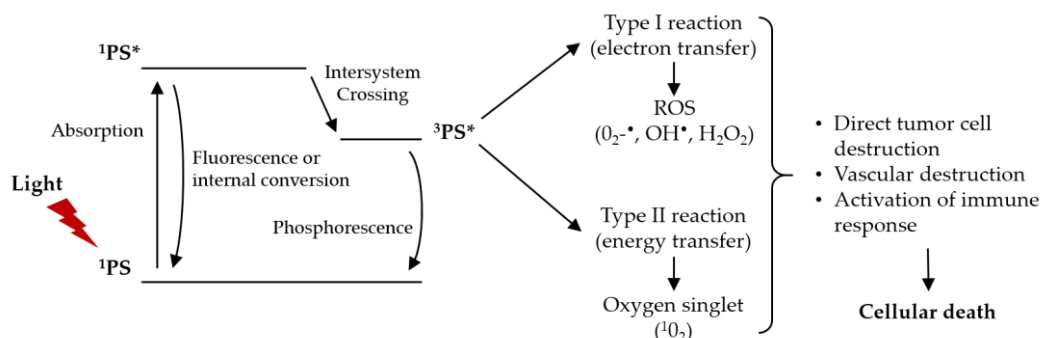 ¹PS*
Absorption
Light
¹PS
Fluorescence or
internal conversion
Intersystem
Crossing
³PS*
Phosphorescence
Type I reaction
(electron transfer)
ROS
(0₂-•, OH•, H₂O₂)
Type II reaction
(energy transfer)
Oxygen singlet
(¹0₂)
• Direct tumor cell
destruction
• Vascular destruction
• Activation of immune
response
Cellular death